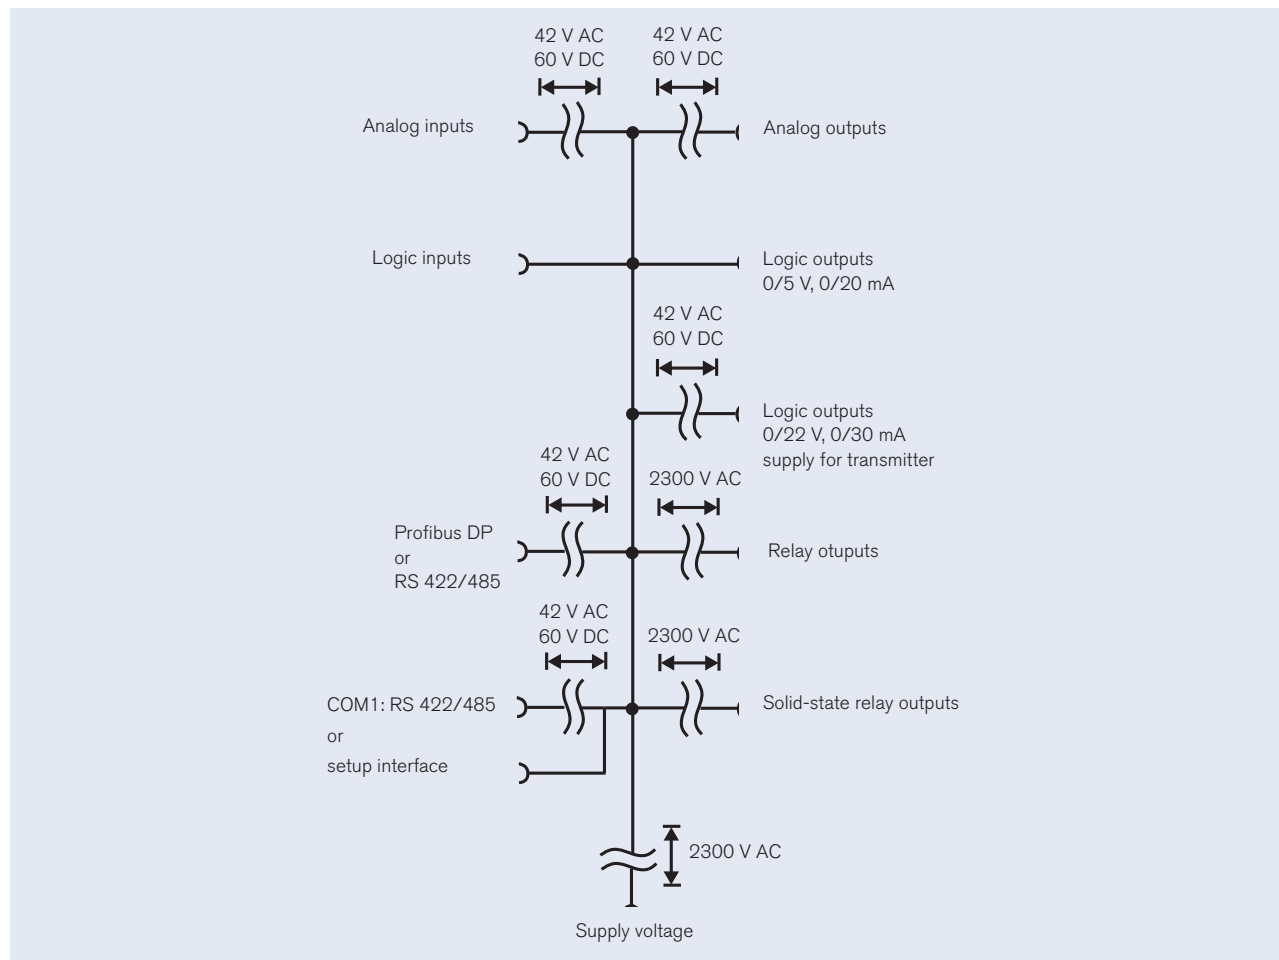 42 V AC
60 V DC
42 V AC
60 V DC
Analog inputs
Analog outputs
Logic inputs
Logic outputs
0/5 V, 0/20 mA
42 V AC
60 V DC
Logic outputs
0/22 V, 0/30 mA
supply for transmitter
42 V AC
60 V DC
2300 V AC
Profibus DP
or
RS 422/485
Relay otuputs
42 V AC
60 V DC
2300 V AC
COM1: RS 422/485
or
setup interface
Solid-state relay outputs
2300 V AC
Supply voltage